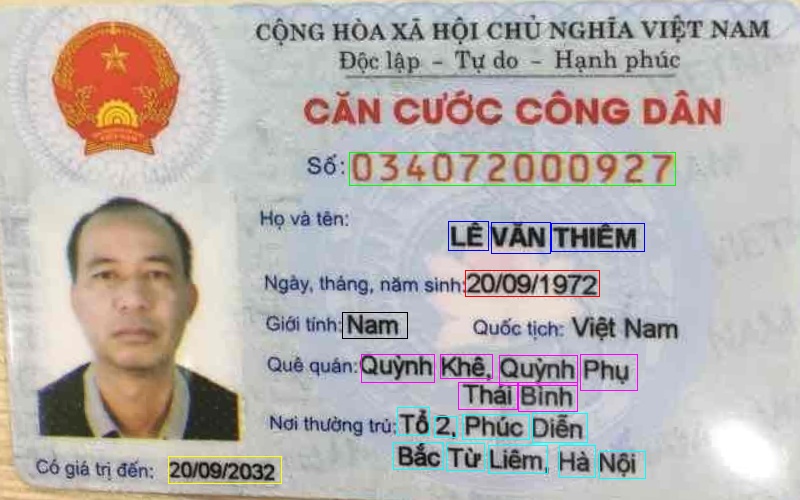 CỘNG HÒA XÃ HỘI CHỦ NGHĨA VIỆT NAM
Độc lập - Tự do - Hạnh phúc
CĂN CƯỚC CÔNG DÂN
Số: 034072000927
Họ và tên:
LÊ VĂN THIÊM
Ngày, tháng, năm sinh: 20/09/1972
Giới tính: Nam Quốc tịch: Việt Nam
Quê quán: Quỳnh Khê, Quỳnh Phụ
Thái Bình
Nơi thường trú: Tổ 2, Phúc Diễn
Bắc Từ Liêm, Hà Nội
Có giá trị đến: 20/09/2032